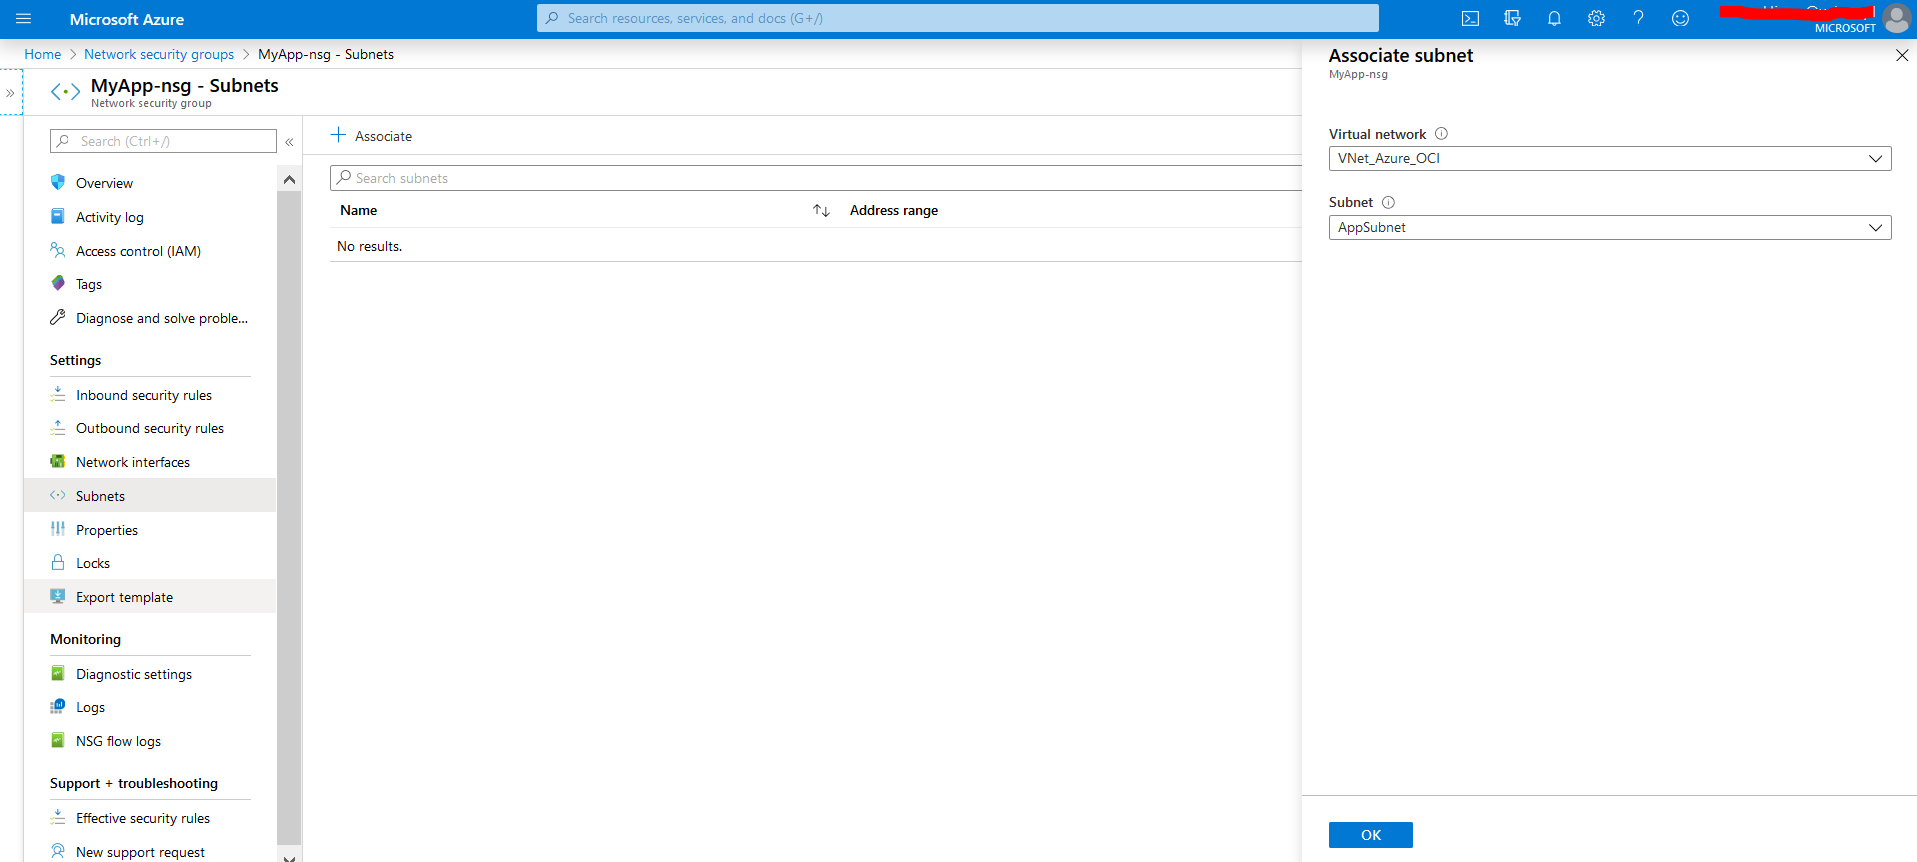 Microsoft Azure
Search resources, services, and docs (G+/)
MICROSOFT
Home > Network security groups > MyApp-nsg - Subnets
MyApp-nsg - Subnets
Network security group
Search (Ctrl+/)
Overview
Activity log
Access control (IAM)
Tags
Diagnose and solve proble...
Settings
Inbound security rules
Outbound security rules
Network interfaces
Subnets
Properties
Locks
Export template
Monitoring
Diagnostic settings
Logs
NSG flow logs
Support + troubleshooting
Effective security rules
New support request
Associate
Search subnets
Name Address range
No results.
Associate subnet
MyApp-nsg
Virtual network
VNet_Azure_OCI
Subnet
AppSubnet
OK